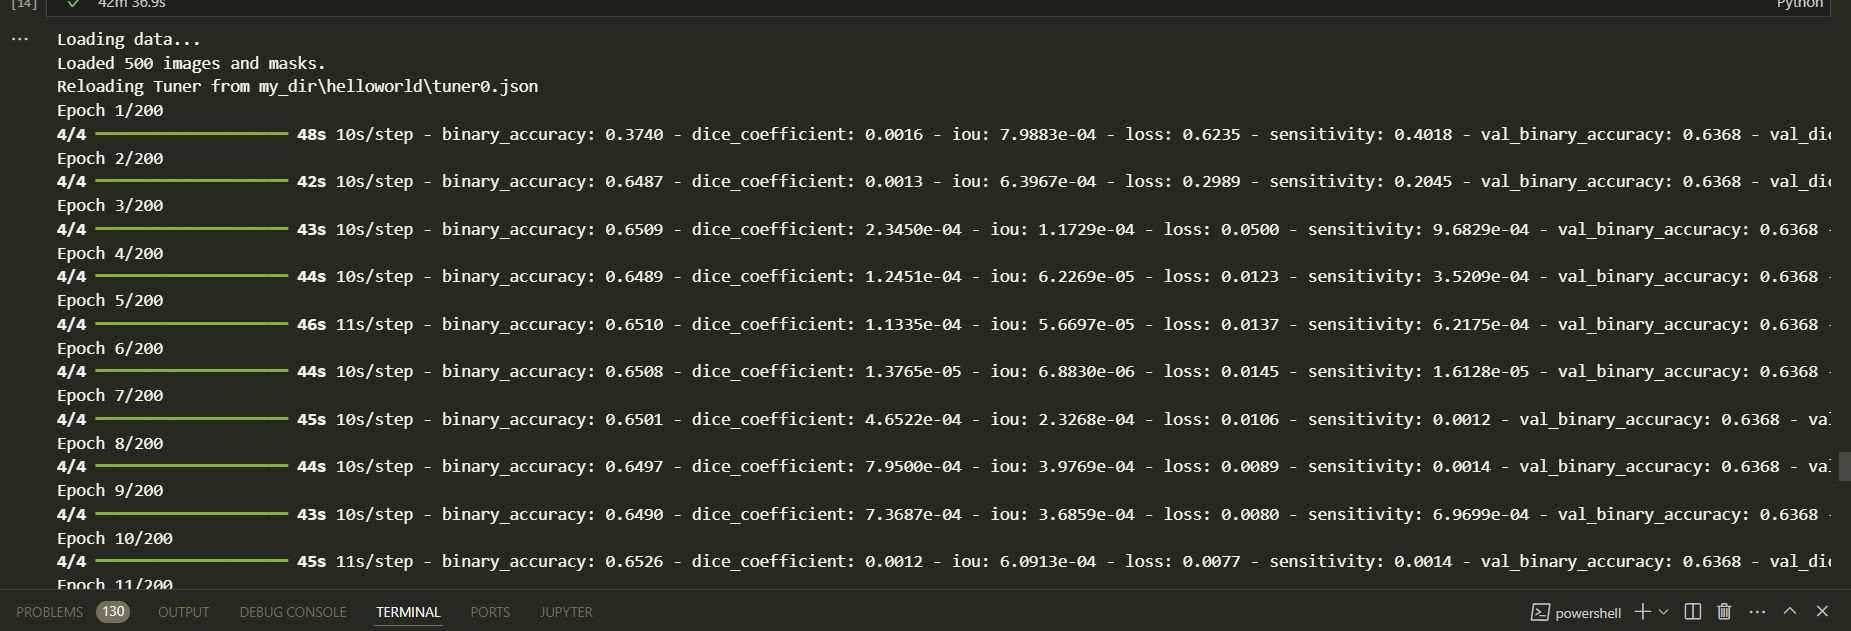 [14] ✓ 42m 36.9s Python
... Loading data...
Loaded 500 images and masks.
Reloading Tuner from my_dir\helloworld\tuner0.json
Epoch 1/200
4/4 ━━━━━━━━━━━━━━━━━━━━ 48s 10s/step - binary_accuracy: 0.3740 - dice_coefficient: 0.0016 - iou: 7.9883e-04 - loss: 0.6235 - sensitivity: 0.4018 - val_binary_accuracy: 0.6368 - val_dic
Epoch 2/200
4/4 ━━━━━━━━━━━━━━━━━━━━ 42s 10s/step - binary_accuracy: 0.6487 - dice_coefficient: 0.0013 - iou: 6.3967e-04 - loss: 0.2989 - sensitivity: 0.2045 - val_binary_accuracy: 0.6368 - val_dic
Epoch 3/200
4/4 ━━━━━━━━━━━━━━━━━━━━ 43s 10s/step - binary_accuracy: 0.6509 - dice_coefficient: 2.3450e-04 - iou: 1.1729e-04 - loss: 0.0500 - sensitivity: 9.6829e-04 - val_binary_accuracy: 0.6368 -
Epoch 4/200
4/4 ━━━━━━━━━━━━━━━━━━━━ 44s 10s/step - binary_accuracy: 0.6489 - dice_coefficient: 1.2451e-04 - iou: 6.2269e-05 - loss: 0.0123 - sensitivity: 3.5209e-04 - val_binary_accuracy: 0.6368 -
Epoch 5/200
4/4 ━━━━━━━━━━━━━━━━━━━━ 46s 11s/step - binary_accuracy: 0.6510 - dice_coefficient: 1.1335e-04 - iou: 5.6697e-05 - loss: 0.0137 - sensitivity: 6.2175e-04 - val_binary_accuracy: 0.6368 -
Epoch 6/200
4/4 ━━━━━━━━━━━━━━━━━━━━ 44s 10s/step - binary_accuracy: 0.6508 - dice_coefficient: 1.3765e-05 - iou: 6.8830e-06 - loss: 0.0145 - sensitivity: 1.6128e-05 - val_binary_accuracy: 0.6368 -
Epoch 7/200
4/4 ━━━━━━━━━━━━━━━━━━━━ 45s 10s/step - binary_accuracy: 0.6501 - dice_coefficient: 4.6522e-04 - iou: 2.3268e-04 - loss: 0.0106 - sensitivity: 0.0012 - val_binary_accuracy: 0.6368 - val
Epoch 8/200
4/4 ━━━━━━━━━━━━━━━━━━━━ 44s 10s/step - binary_accuracy: 0.6497 - dice_coefficient: 7.9500e-04 - iou: 3.9769e-04 - loss: 0.0089 - sensitivity: 0.0014 - val_binary_accuracy: 0.6368 - val
Epoch 9/200
4/4 ━━━━━━━━━━━━━━━━━━━━ 43s 10s/step - binary_accuracy: 0.6490 - dice_coefficient: 7.3687e-04 - iou: 3.6859e-04 - loss: 0.0080 - sensitivity: 6.9699e-04 - val_binary_accuracy: 0.6368 -
Epoch 10/200
4/4 ━━━━━━━━━━━━━━━━━━━━ 45s 11s/step - binary_accuracy: 0.6526 - dice_coefficient: 0.0012 - iou: 6.0913e-04 - loss: 0.0077 - sensitivity: 0.0014 - val_binary_accuracy: 0.6368 - val_dic
Epoch 11/200
PROBLEMS 130 OUTPUT DEBUG CONSOLE TERMINAL PORTS JUPYTER powershell